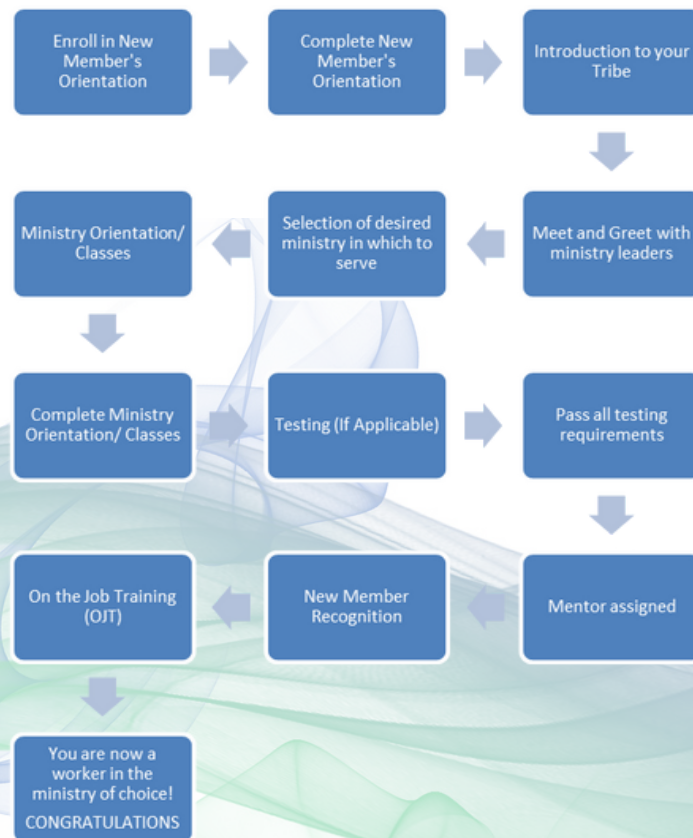 Enroll in New
Member's
Orientation
Complete New
Member's
Orientation
Introduction to your
Tribe
Meet and Greet with
ministry leaders
Selection of desired
ministry in which to
serve
Ministry Orientation/
Classes
Complete Ministry
Orientation/ Classes
Testing (If Applicable)
Pass all testing
requirements
Mentor assigned
New Member
Recognition
On the Job Training
(OJT)
You are now a
worker in the
ministry of choice!
CONGRATULATIONS